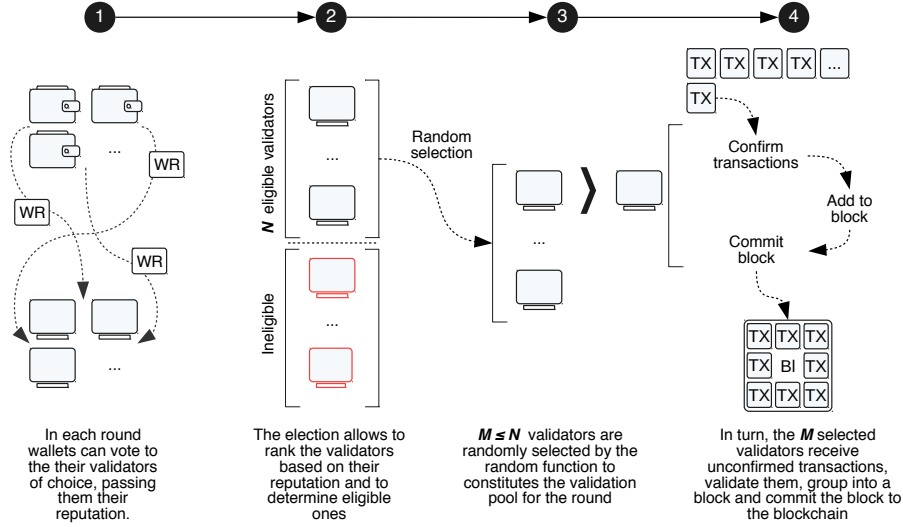 1
2
3
4
TX TX TX TX ...
TX
WR
...
WR
WR
...
N eligible validators
...
Ineligible
...
Random
selection
...
Confirm
transactions
Add to
block
Commit
block
TX TX TX
TX BI TX
TX TX TX
In each round
wallets can vote to
the their validators
of choice, passing
them their
reputation.
The election allows to
rank the validators
based on their
reputation and to
determine eligible
ones
M ≤ N validators are
randomly selected by the
random function to
constitutes the validation
pool for the round
In turn, the M selected
validators receive
unconfirmed transactions,
validate them, group into a
block and commit the block to
the blockchain